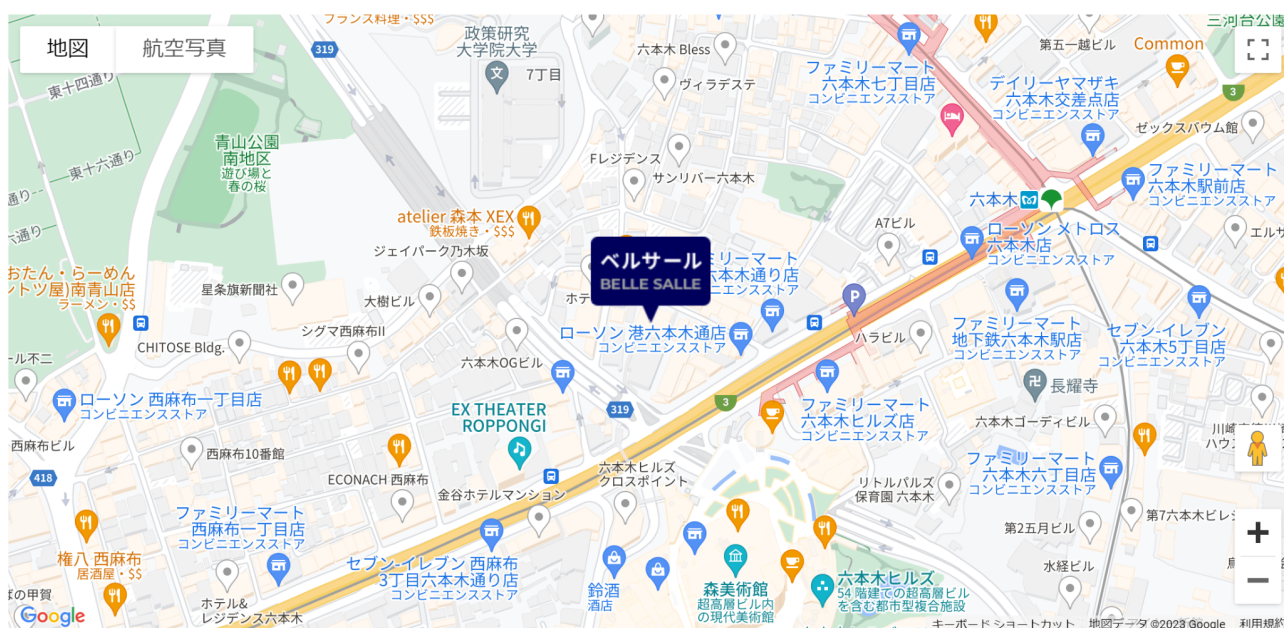 フランス料理・$$$
地図
航空写真
319
政策研究
大学院大学
7丁目
六本木 Bless
ヴィラデステ
ファミリーマート
六本木七丁目店
コンビニエンスストア
三河台公園
第五一越ビル
Common
デイリーヤマザキ
六本木交差点店
コンビニエンスストア
3
ゼックスバウム館
東十四通り
東十六通り
青山公園
南地区
遊び場と
春の桜
Fレジデンス
サンリバー六本木
ファミリーマート
六本木駅前店
コンビニエンスストア
六本木
atelier 森本 XEX
鉄板焼き・$$$
ジェイパーク乃木坂
A7ビル
ローソン メトロス
六本木店
コンビニエンスストア
ベルサール
BELLE SALLE
ミリーマート
六本木通り店
コンビニエンスストア
おたん・らーめん
ントツ屋)南青山店
ラーメン・$$
星条旗新聞社
大樹ビル
ホテ
P
シグマ西麻布II
CHITOSE Bldg.
ローソン 港六本木通店
コンビニエンスストア
ハラビル
ファミリーマート
地下鉄六本木駅店
コンビニエンスストア
セブン-イレブン
六本木5丁目店
コンビニエンスストア
ール不二
六本木OGビル
長耀寺
ローソン 西麻布一丁目店
コンビニエンスストア
319
3
ファミリーマート
六本木ヒルズ店
コンビニエンスストア
EX THEATER
ROPPONGI
六本木ゴーディビル
西麻布ビル
西麻布10番館
418
ECONACH 西麻布
六本木ヒルズ
クロスポイント
金谷ホテルマンション
ファミリーマート
六本木六丁目店
コンビニエンスストア
リトルパルズ
保育園 六本木
ファミリーマート
西麻布一丁目店
コンビニエンスストア
第2五月ビル
第7六本木ビレジ
権八 西麻布
居酒屋・$$
セブン-イレブン 西麻布
3丁目六本木通り店
コンビニエンスストア
鈴酒
酒店
森美術館
超高層ビル内
の現代美術館
六本木ヒルズ
54 階建ての超高層ビル
を含む都市型複合施設
水経ビル
ばの甲賀
ホテル&
レジデンス六本木
Google
キーボード ショートカット
地図データ ©2023 Google
利用規約